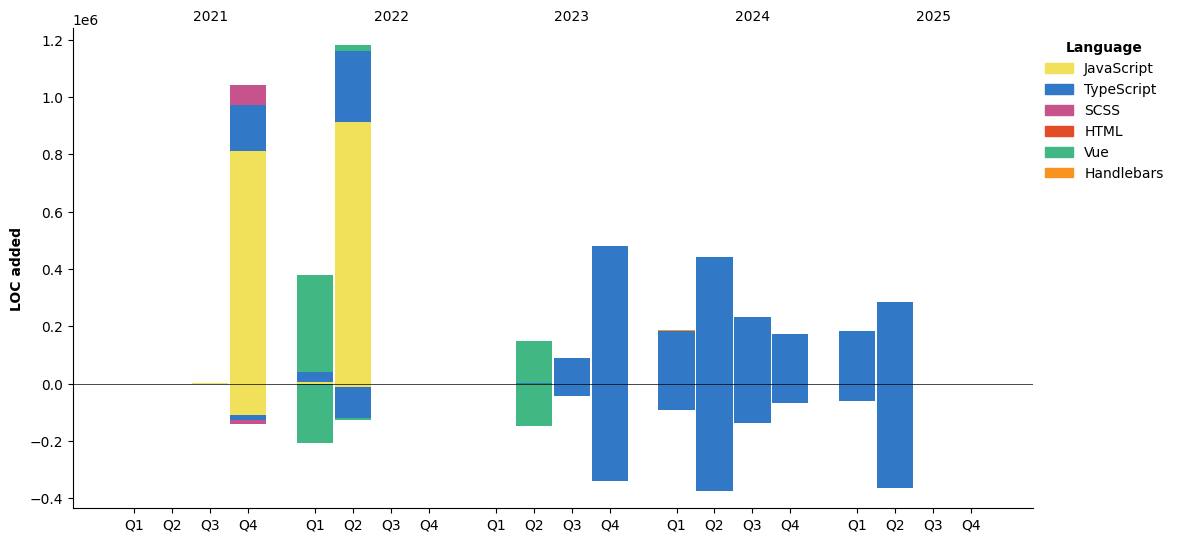 1e6
2021 2022 2023 2024 2025
LOC added
1.2
1.0
0.8
0.6
0.4
0.2
0.0
−0.2
−0.4
Q1 Q2 Q3 Q4 Q1 Q2 Q3 Q4 Q1 Q2 Q3 Q4 Q1 Q2 Q3 Q4 Q1 Q2 Q3 Q4
Language
JavaScript
TypeScript
SCSS
HTML
Vue
Handlebars